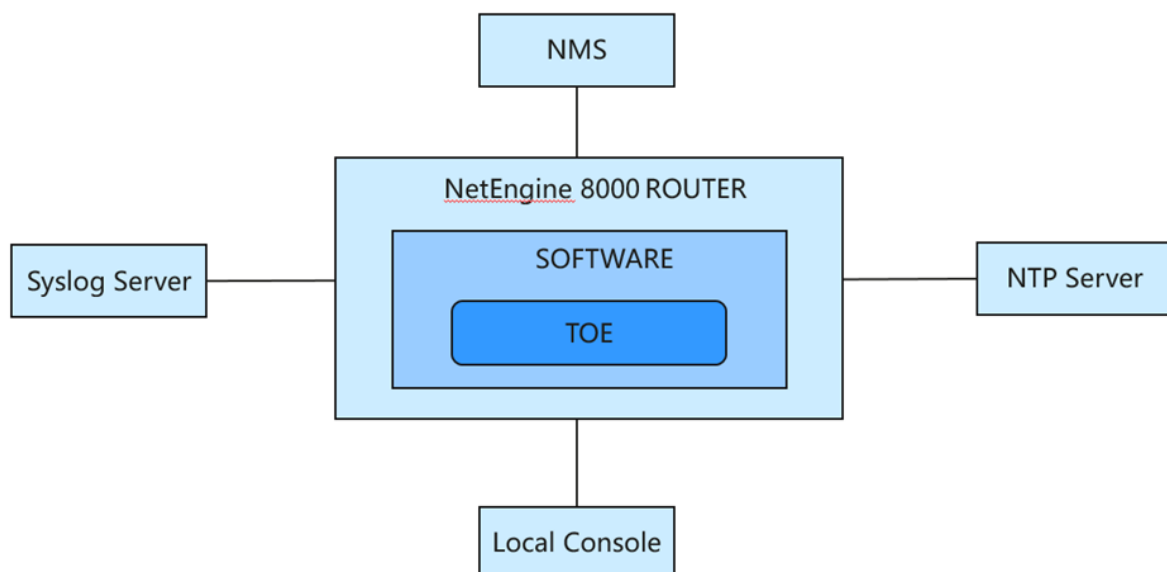 NMS
NetEngine 8000 ROUTER
SOFTWARE
Syslog Server
TOE
NTP Server
Local Console